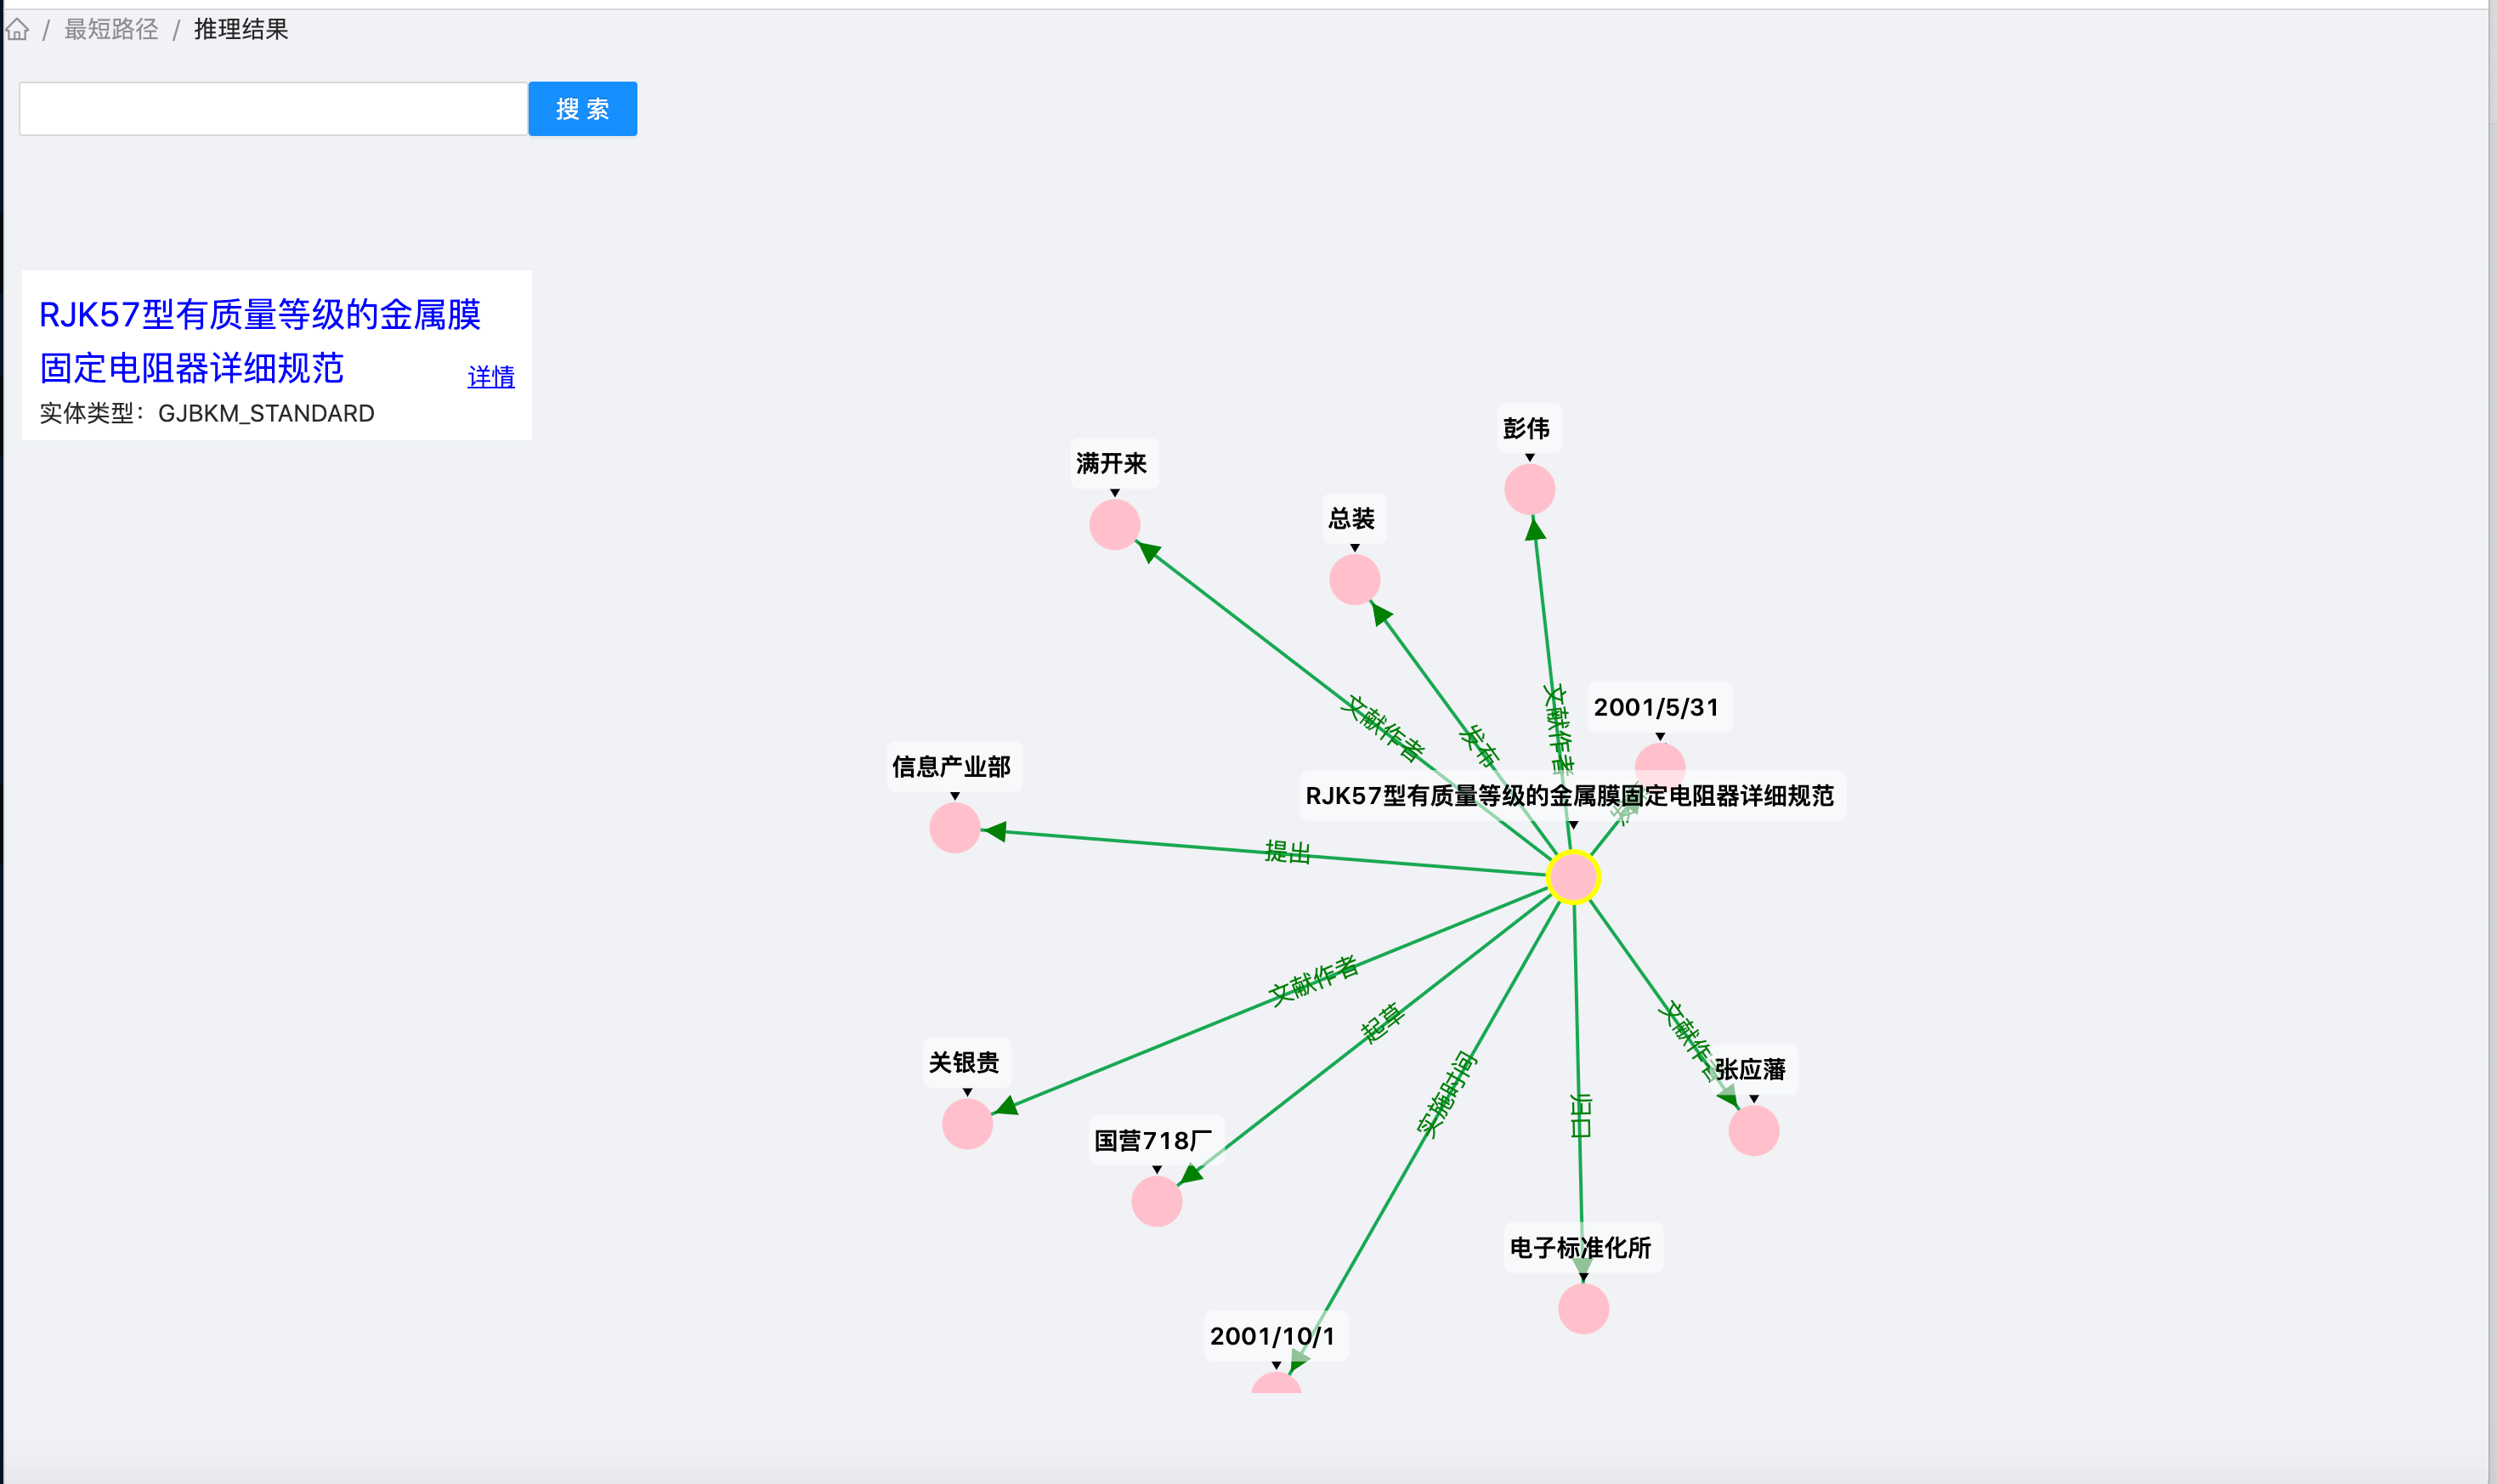 / 最短路径 / 推理结果
搜 索
RJK57型有质量等级的金属膜
固定电阻器详细规范
详情
实体类型：GJBKM_STANDARD
彭伟
满开来
总装
文献作者
2001/5/31
文献作者
发布
信息产业部
RJK57型有质量等级的金属膜固定电阻器详细规范
提出
文献作者
起草
文献作者
关银贵
张应藩
实施时间
归口
国营718厂
电子标准化所
2001/10/1